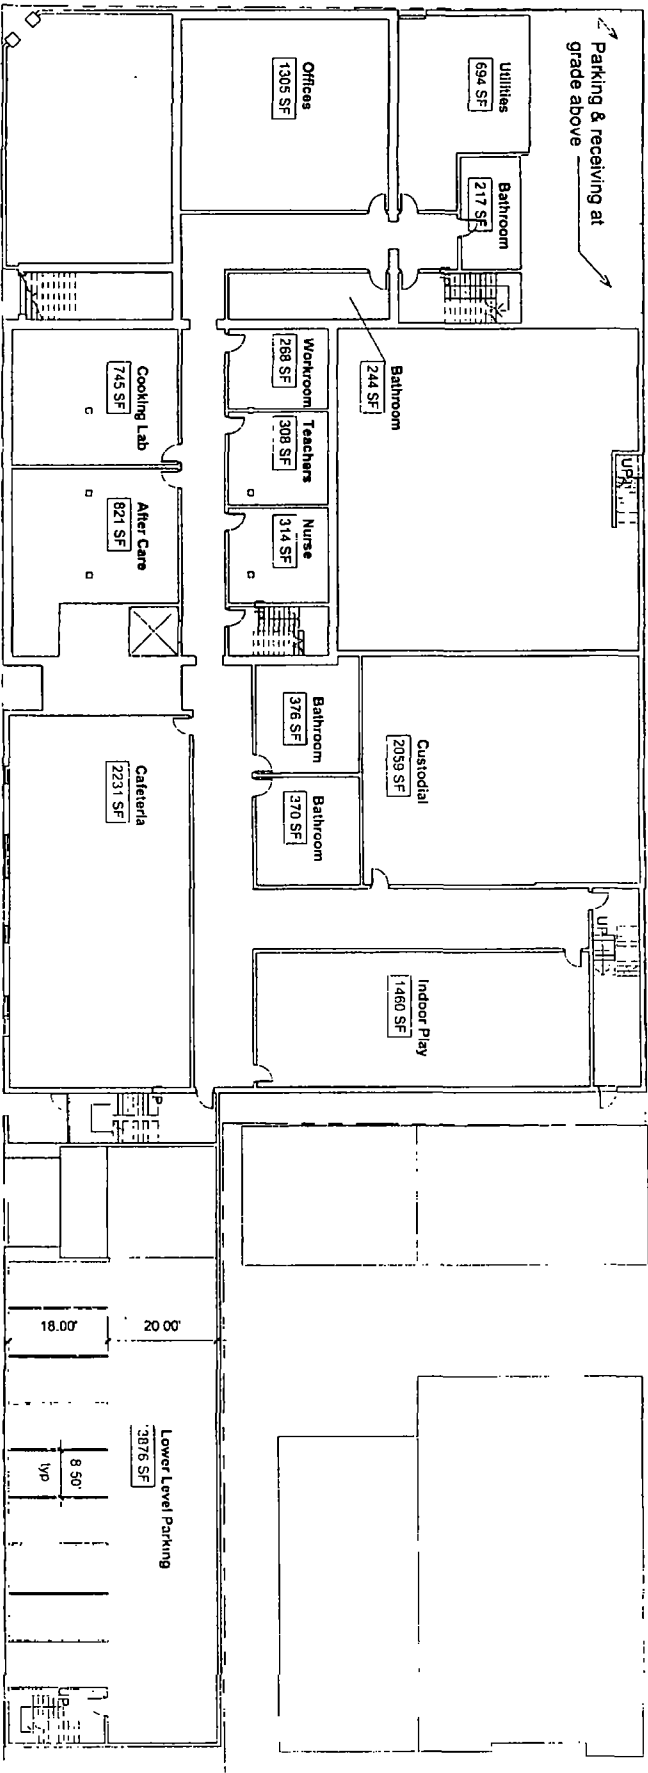 Parking & receiving at
grade above
Utilities
694 SF
Bathroom
217 SF
Offices
1305 SF
Bathroom
244 SF
UP
Workroom
268 SF
Teachers
308 SF
Nurse
314 SF
Cooking Lab
745 SF
After Care
821 SF
Custodial
2059 SF
Bathroom
376 SF
Bathroom
370 SF
Cafeteria
2231 SF
UP
Indoor Play
1460 SF
18.00'
20 00'
Lower Level Parking
3876 SF
8 50'
typ
UP